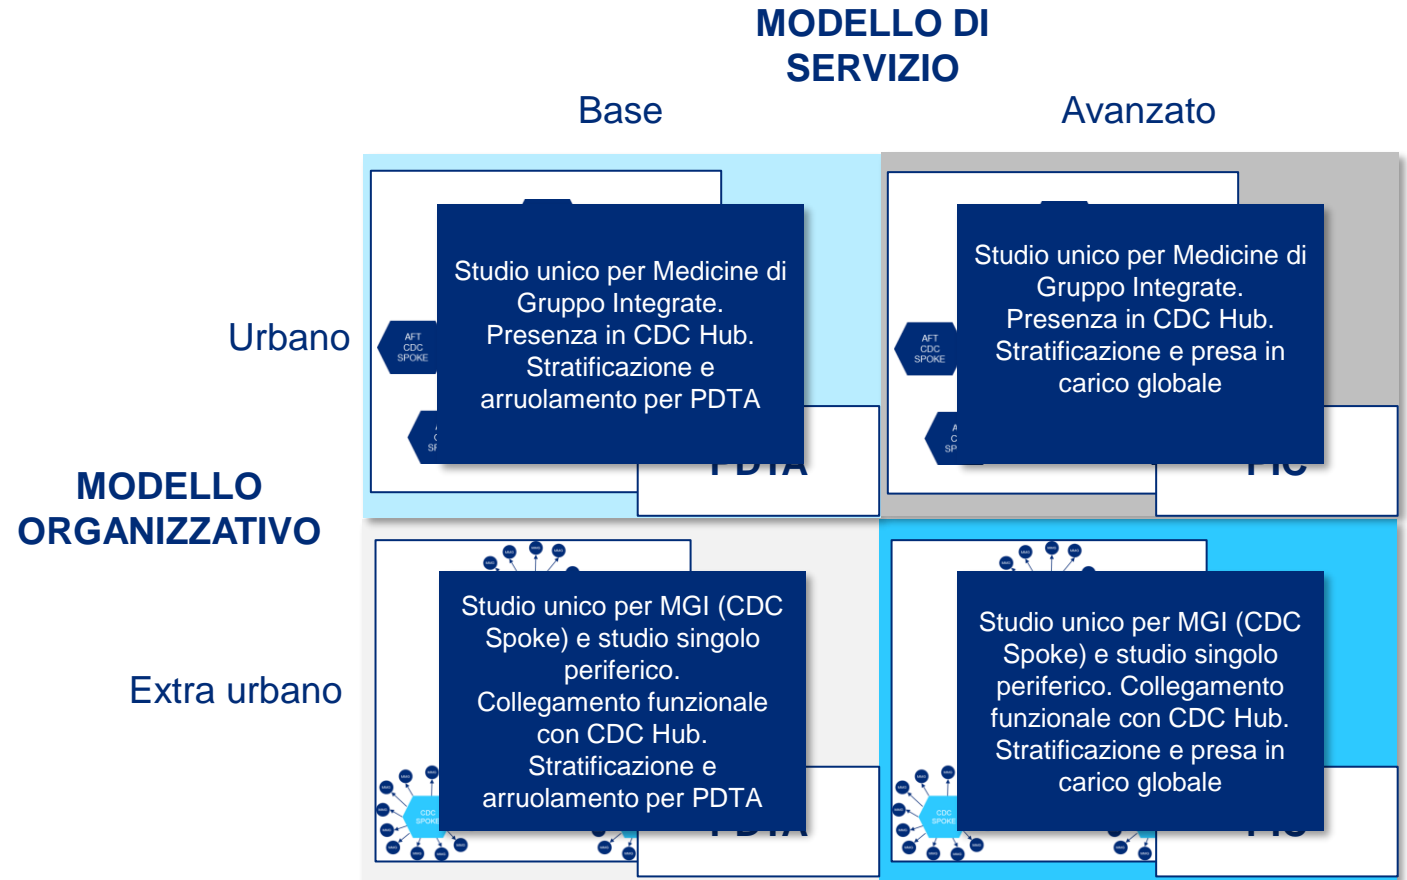 MODELLO DI
SERVIZIO
Base
Avanzato
Urbano
AFT
CDC
SPOKE
Studio unico per Medicine di
Gruppo Integrate.
Presenza in CDC Hub.
Stratificazione e
arruolamento per PDTA
PDTA
AFT
CDC
SPOKE
Studio unico per Medicine di
Gruppo Integrate.
Presenza in CDC Hub.
Stratificazione e presa in
carico globale
PIC
MODELLO
ORGANIZZATIVO
Extra urbano
Studio unico per MGI (CDC
Spoke) e studio singolo
periferico.
Collegamento funzionale
con CDC Hub.
Stratificazione e
arruolamento per PDTA
CDC
SPOKE
PDTA
Studio unico per MGI (CDC
Spoke) e studio singolo
periferico. Collegamento
funzionale con CDC Hub.
Stratificazione e presa in
carico globale
CDC
SPOKE
PIC